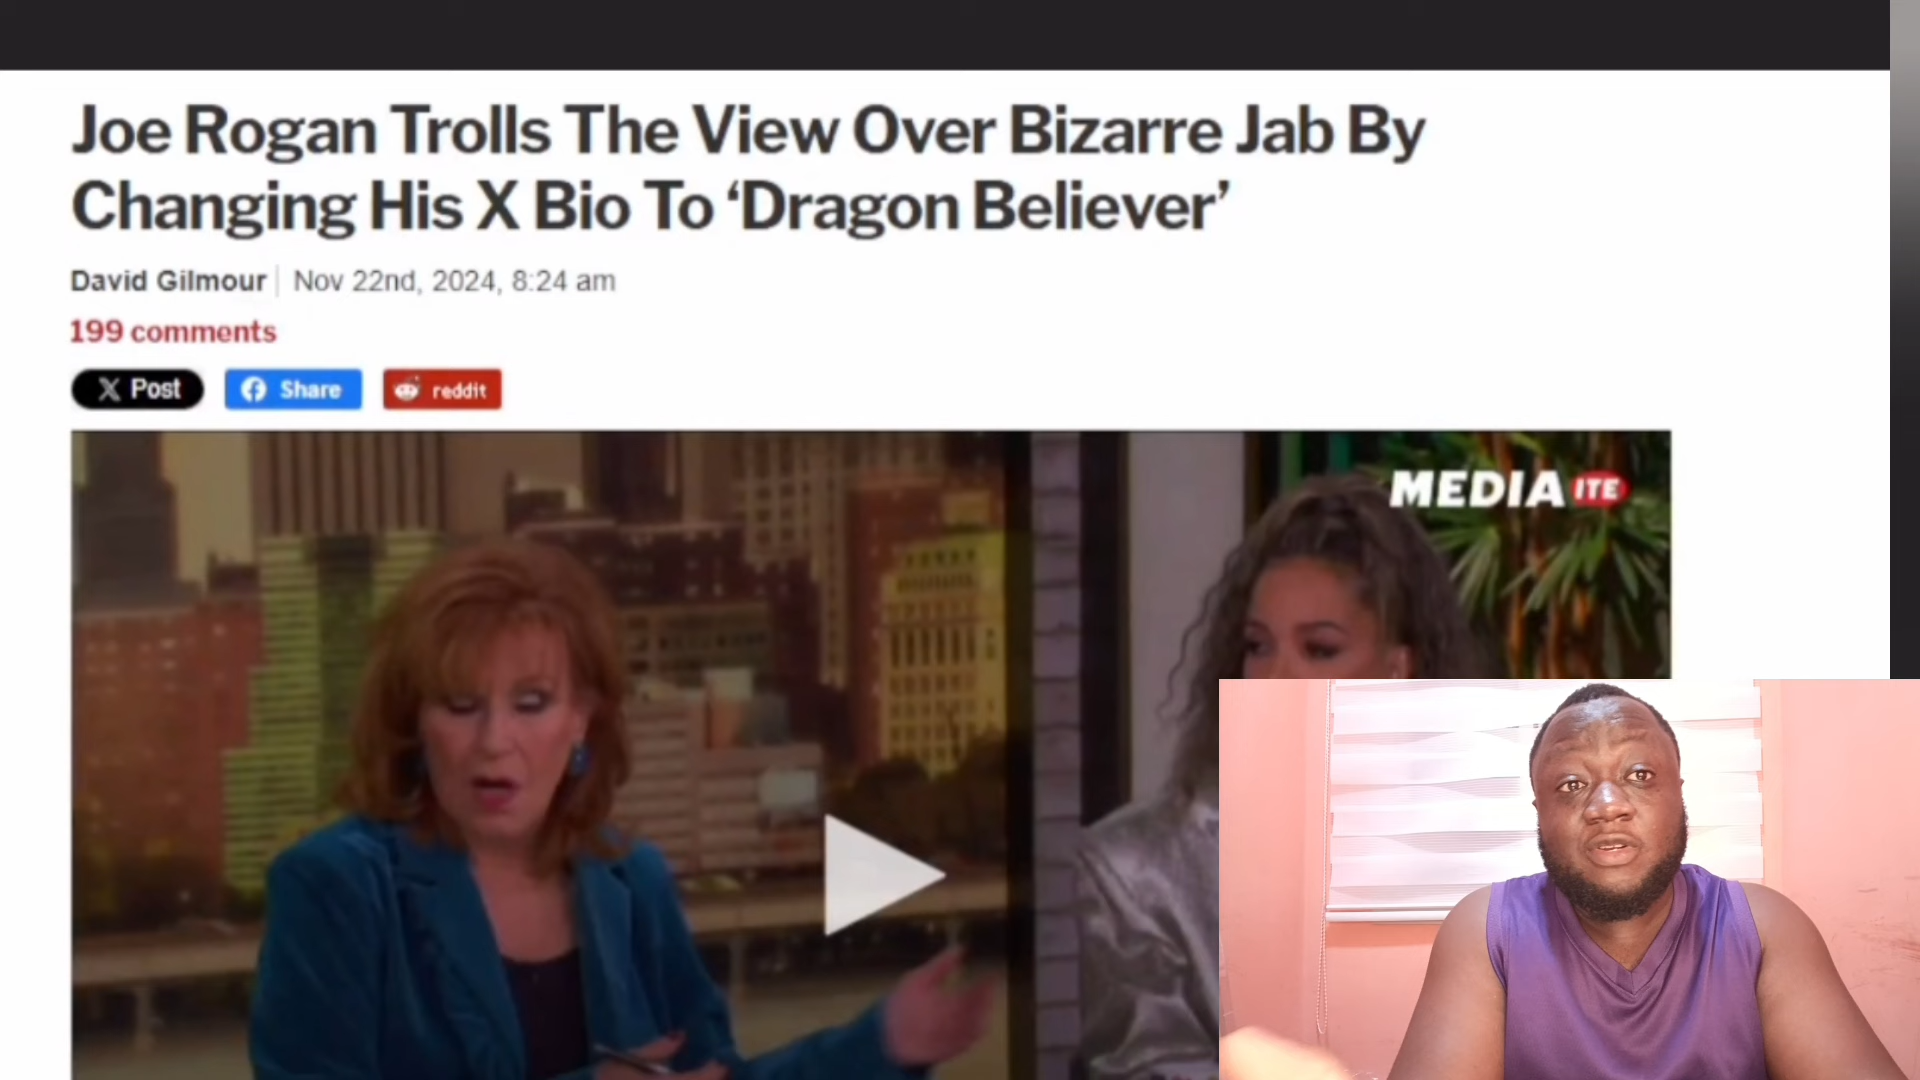 Joe Rogan Trolls The View Over Bizarre Jab By
Changing His X Bio To ‘Dragon Believer’
David Gilmour | Nov 22nd, 2024, 8:24 am
199 comments
X Post Share reddit
MEDIAITE